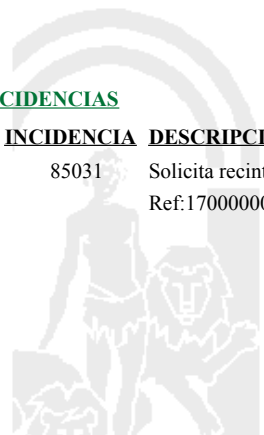 CIDENCIAS
INCIDENCIA DESCRIPCI
85031 Solicita recint
Ref:17000000